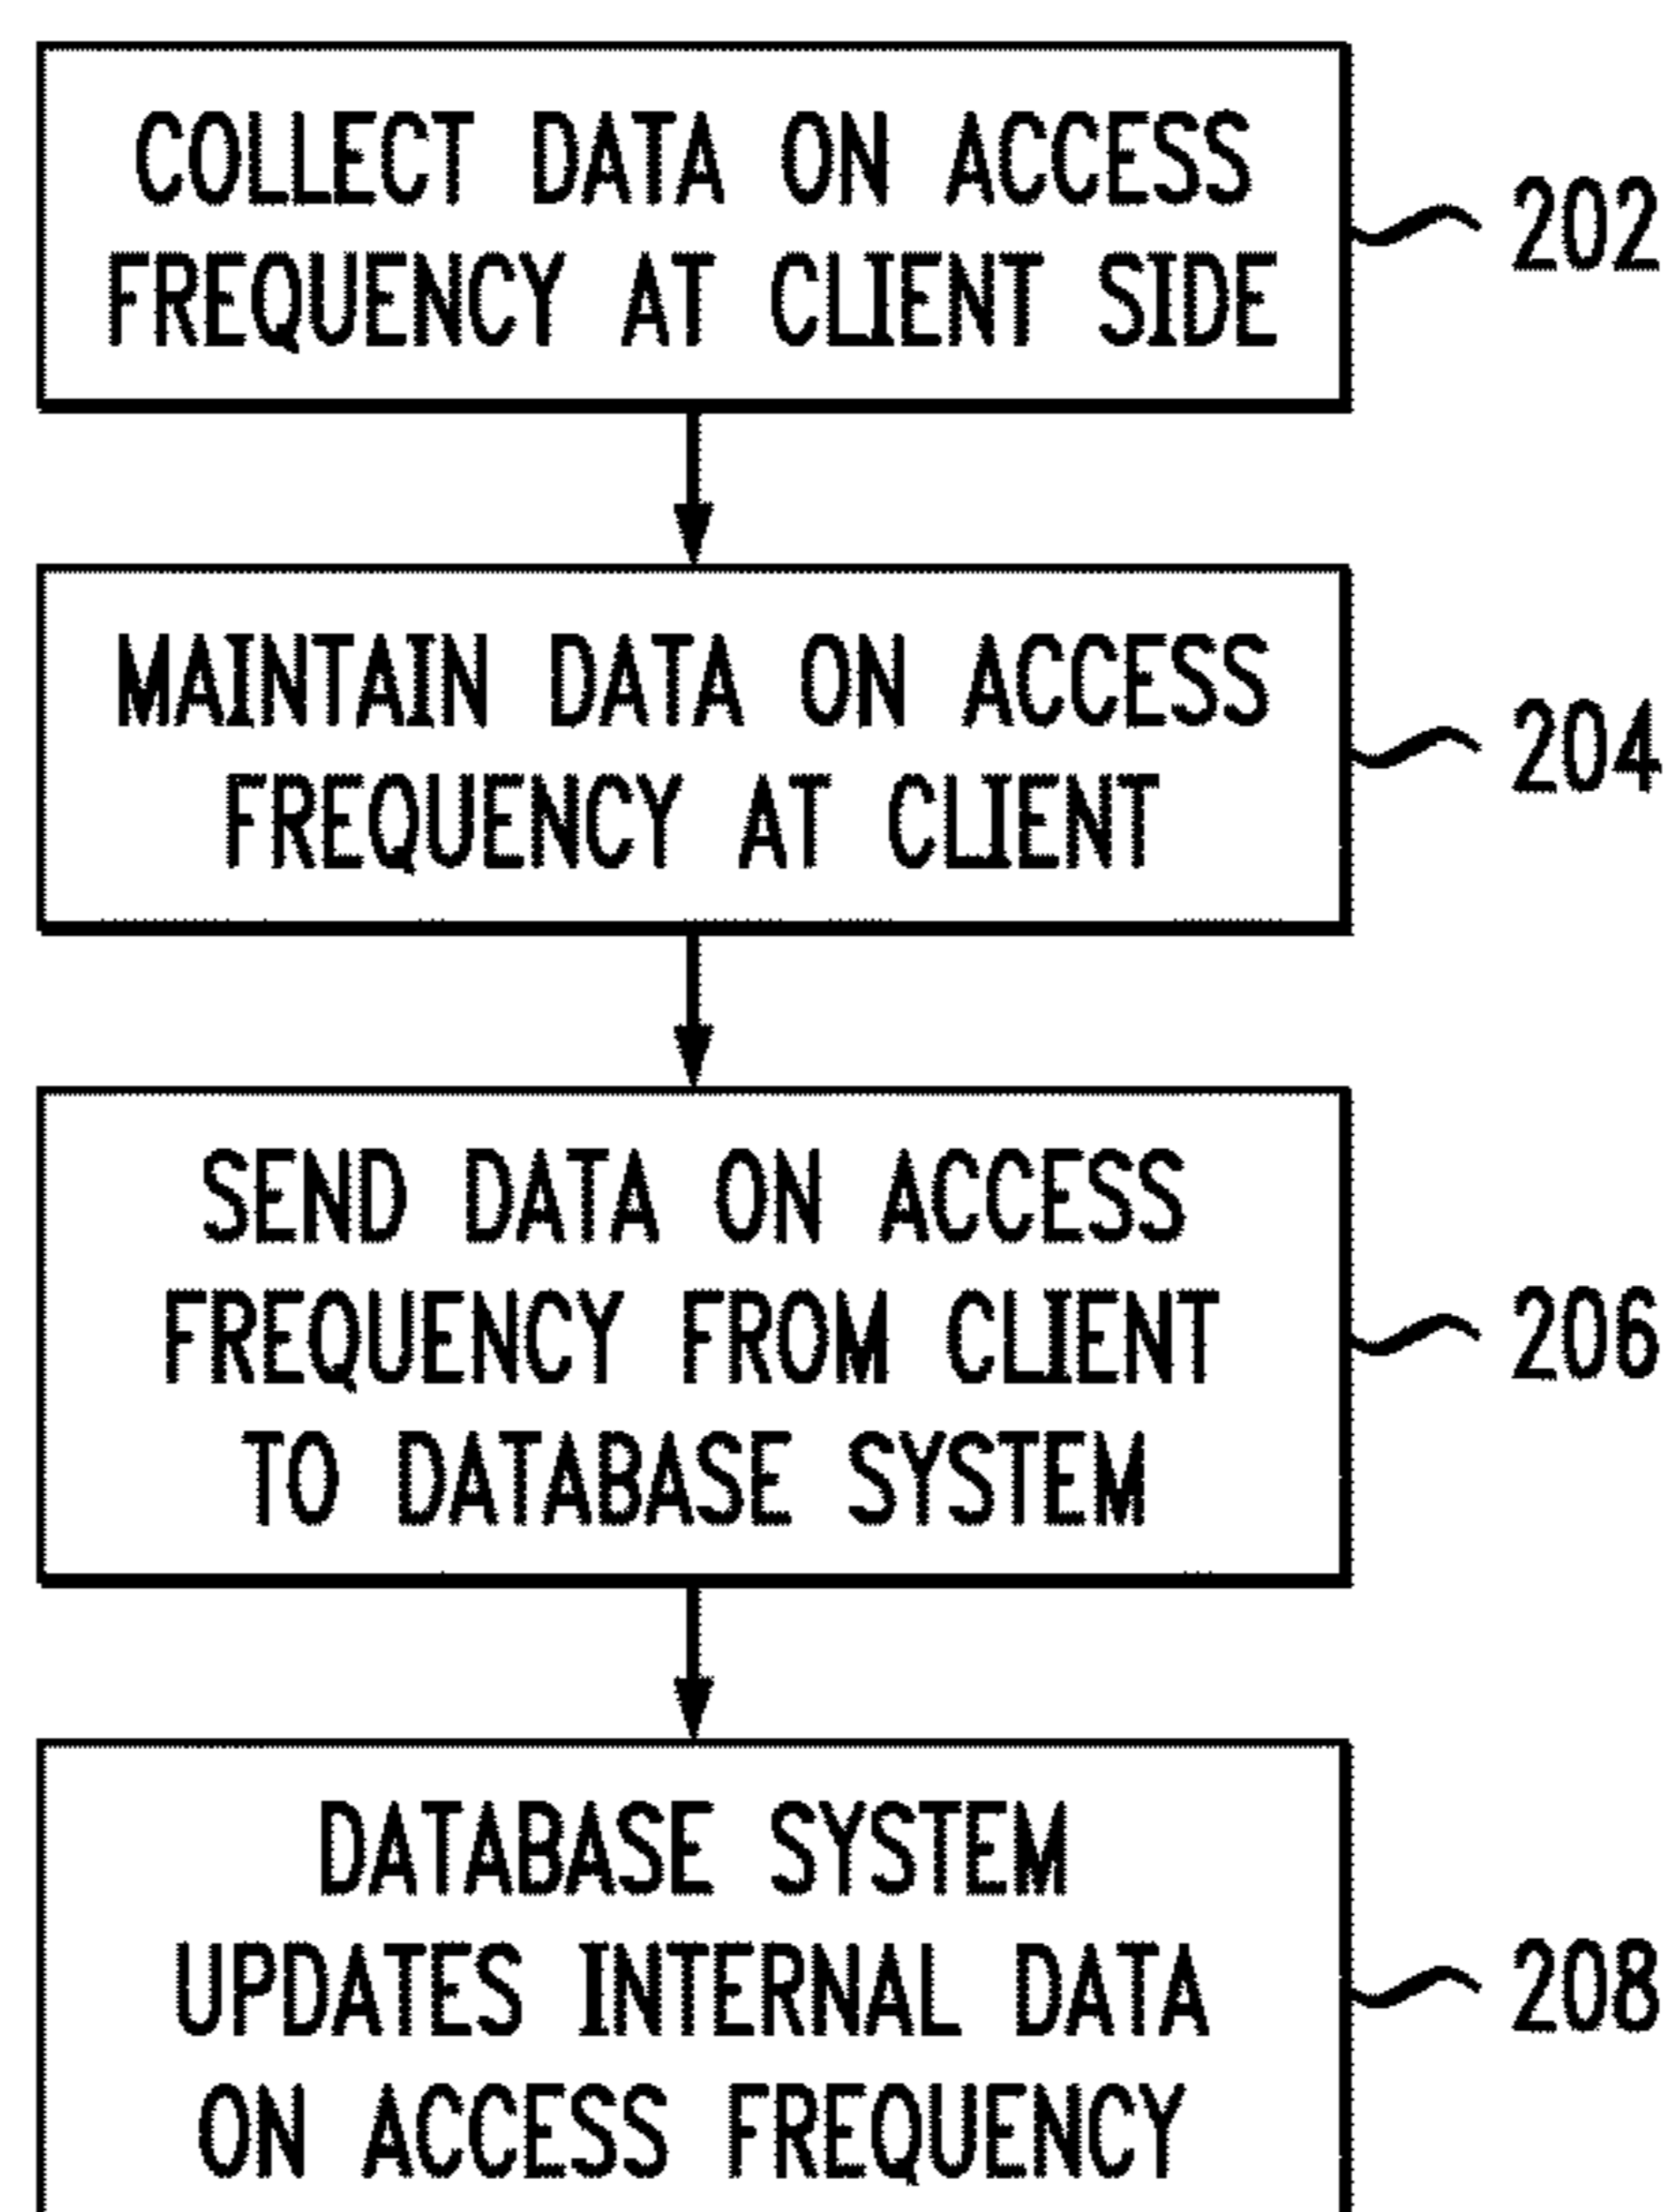 COLLECT DATA ON ACCESS
FREQUENCY AT CLIENT SIDE
202
MAINTAIN DATA ON ACCESS
FREQUENCY AT CLIENT
204
SEND DATA ON ACCESS
FREQUENCY FROM CLIENT
TO DATABASE SYSTEM
206
DATABASE SYSTEM
UPDATES INTERNAL DATA
ON ACCESS FREQUENCY
208